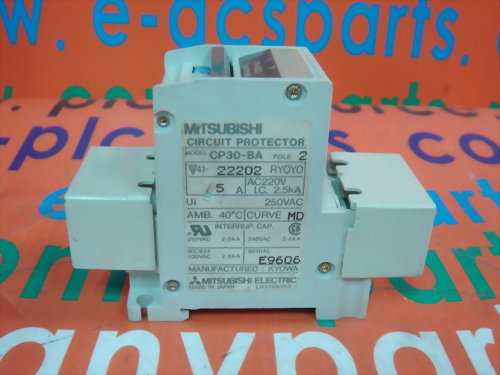 e-acsparts.
MITSUBISHI
CIRCUIT PROTECTOR
MODEL CP30-BA POLE 2
41- 22202 RYOYO
5 A AC220V I.C. 2.5kA
Ui 250VAC
AMB. 40°C CURVE MD
INTERRUP. CAP.
250VAC 2.5kA 240VAC 2.5kA
IEC934 SERIAL
230VAC 2.5kA E9606
MANUFACTURED : KYOWA
MITSUBISHI ELECTRIC
MADE IN JAPAN
anyparts